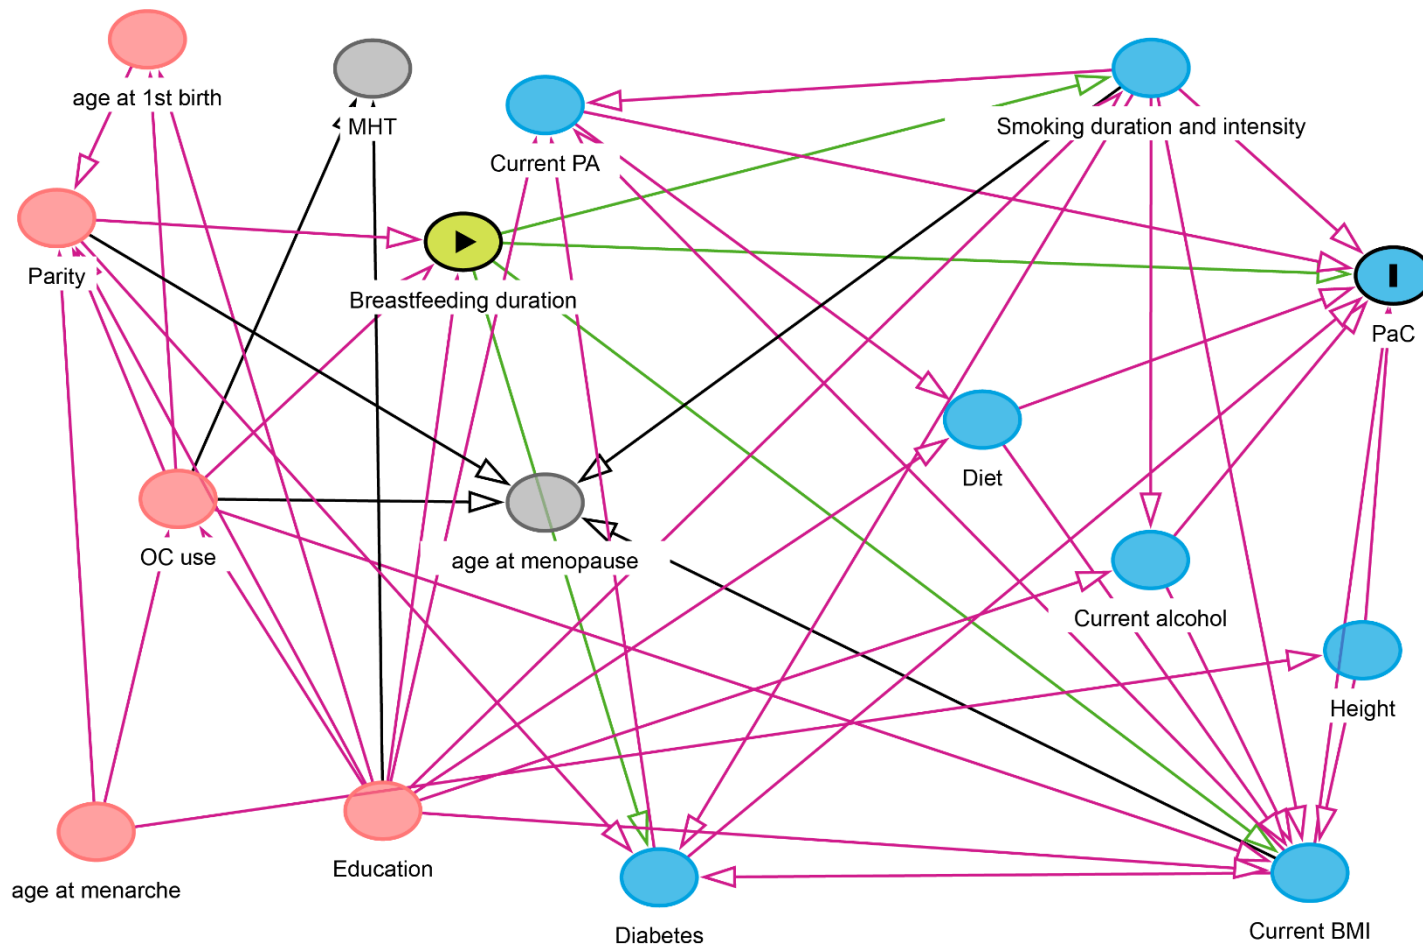 age at 1st birth
MHT
Smoking duration and intensity
Current PA
Parity
Breastfeeding duration
PaC
Diet
OC use
age at menopause
Current alcohol
Height
Education
age at menarche
Diabetes
Current BMI